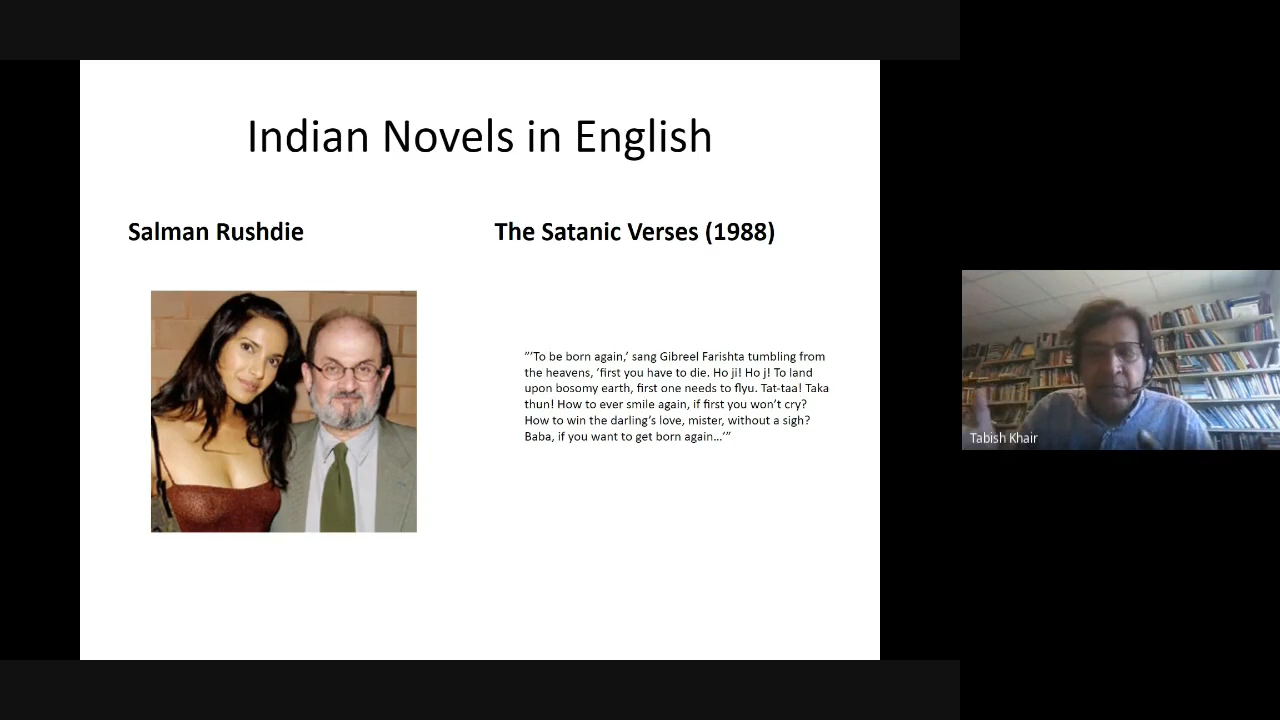 Indian Novels in English
Salman Rushdie
The Satanic Verses (1988)
”‘To be born again,’ sang Gibreel Farishta tumbling from
the heavens, ‘first you have to die. Ho ji! Ho j! To land
upon bosomy earth, first one needs to flyu. Tat-taa! Taka
thun! How to ever smile again, if first you won’t cry?
How to win the darling’s love, mister, without a sigh?
Baba, if you want to get born again...’”
Tabish Khair